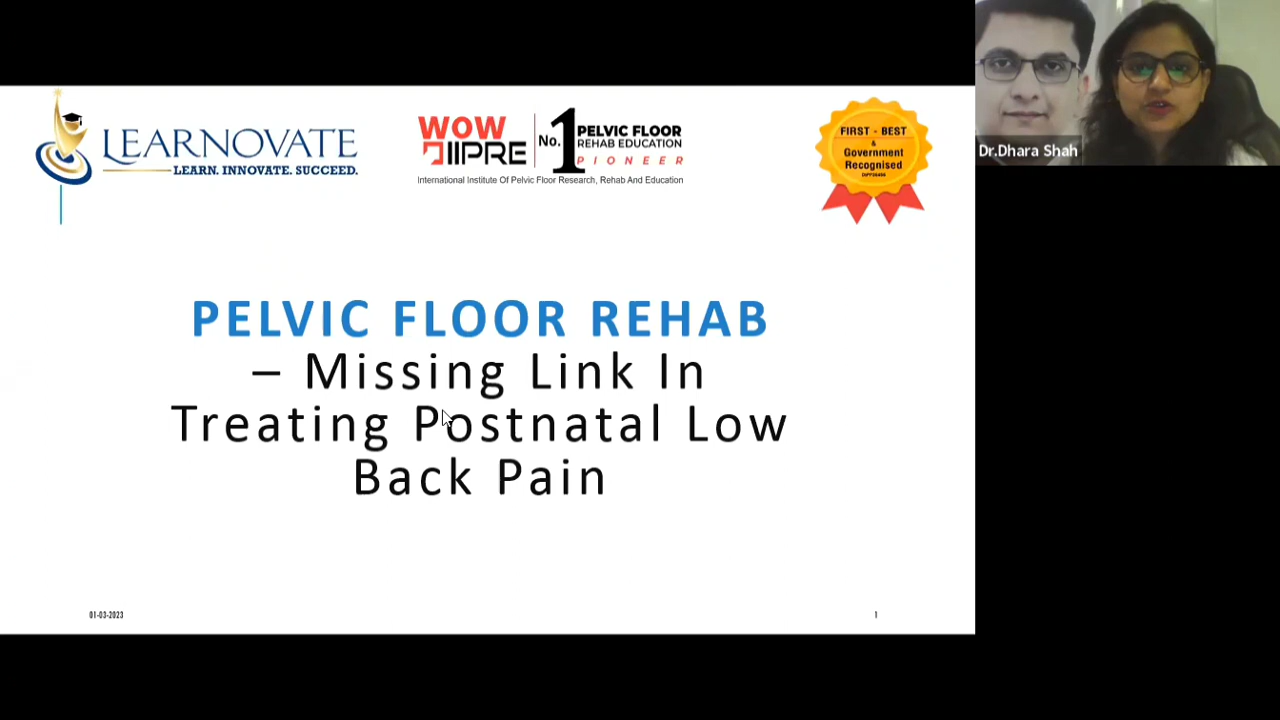 LEARNOVATE
LEARN. INNOVATE. SUCCEED.
WOW
IIPRE
No.1 PELVIC FLOOR
REHAB EDUCATION
PIONEER
International Institute Of Pelvic Floor Research, Rehab And Education
FIRST - BEST
&
Government
Recognised
Dr.Dhara Shah
PELVIC FLOOR REHAB
– Missing Link In
Treating Postnatal Low
Back Pain
01-03-2023
1